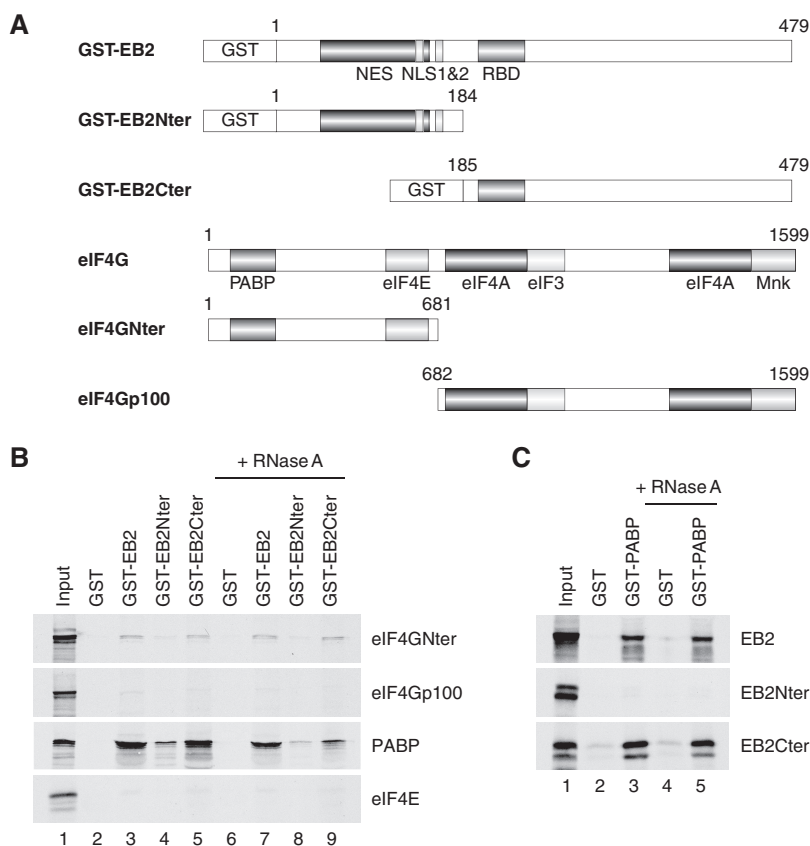 A
1 479
GST-EB2 GST
NES NLS1&2 RBD
1 184
GST-EB2Nter GST
185 479
GST-EB2Cter GST
1 1599
eIF4G
PABP eIF4E eIF4A eIF3 eIF4A Mnk
1 681
eIF4GNter
682 1599
eIF4Gp100
B
+ RNase A
Input GST GST-EB2 GST-EB2Nter GST-EB2Cter GST GST-EB2 GST-EB2Nter GST-EB2Cter
eIF4GNter
eIF4Gp100
PABP
eIF4E
1 2 3 4 5 6 7 8 9
C
+ RNase A
Input GST GST-PABP GST GST-PABP
EB2
EB2Nter
EB2Cter
1 2 3 4 5